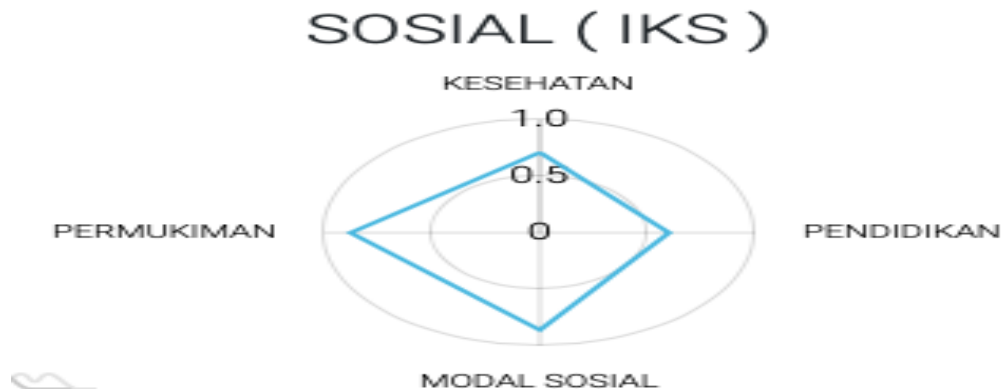 SOSIAL ( IKS )
KESEHATAN
1.0
0.5
PERMUKIMAN
0
PENDIDIKAN
MODAL SOSIAL